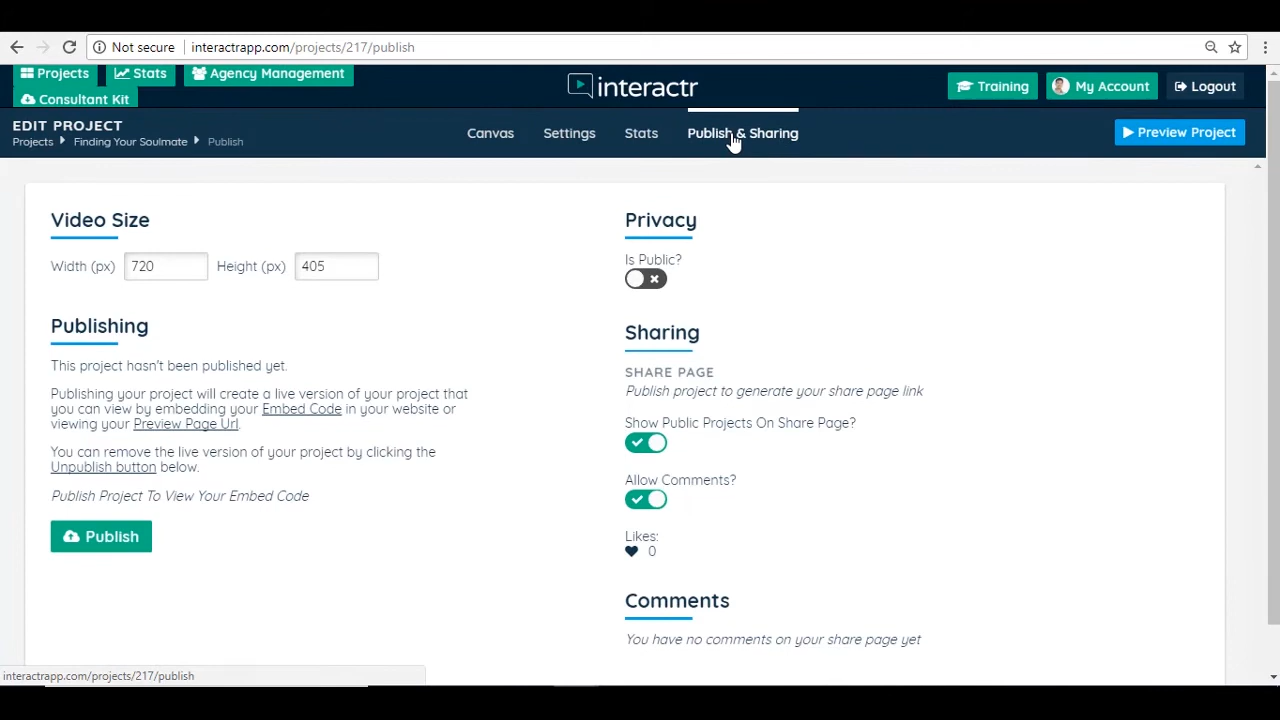 Not secure interactrapp.com/projects/217/publish
Projects Stats Agency Management
Consultant Kit
interactr
Training My Account Logout
EDIT PROJECT
Projects Finding Your Soulmate Publish
Canvas Settings Stats Publish & Sharing
Preview Project
Video Size
Width (px) 720 Height (px) 405
Publishing
This project hasn't been published yet.
Publishing your project will create a live version of your project that
you can view by embedding your Embed Code in your website or
viewing your Preview Page Url.
You can remove the live version of your project by clicking the
Unpublish button below.
Publish Project To View Your Embed Code
Publish
Privacy
Is Public?
Sharing
SHARE PAGE
Publish project to generate your share page link
Show Public Projects On Share Page?
Allow Comments?
Likes:
0
Comments
You have no comments on your share page yet
interactrapp.com/projects/217/publish